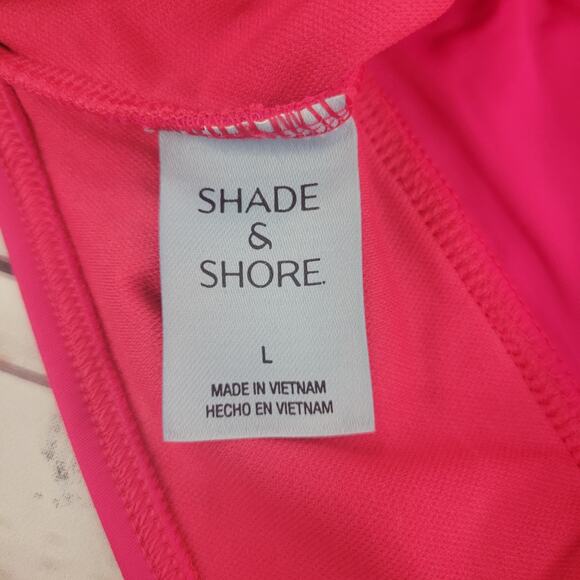 SHADE
&
SHORE.
L
MADE IN VIETNAM
HECHO EN VIETNAM